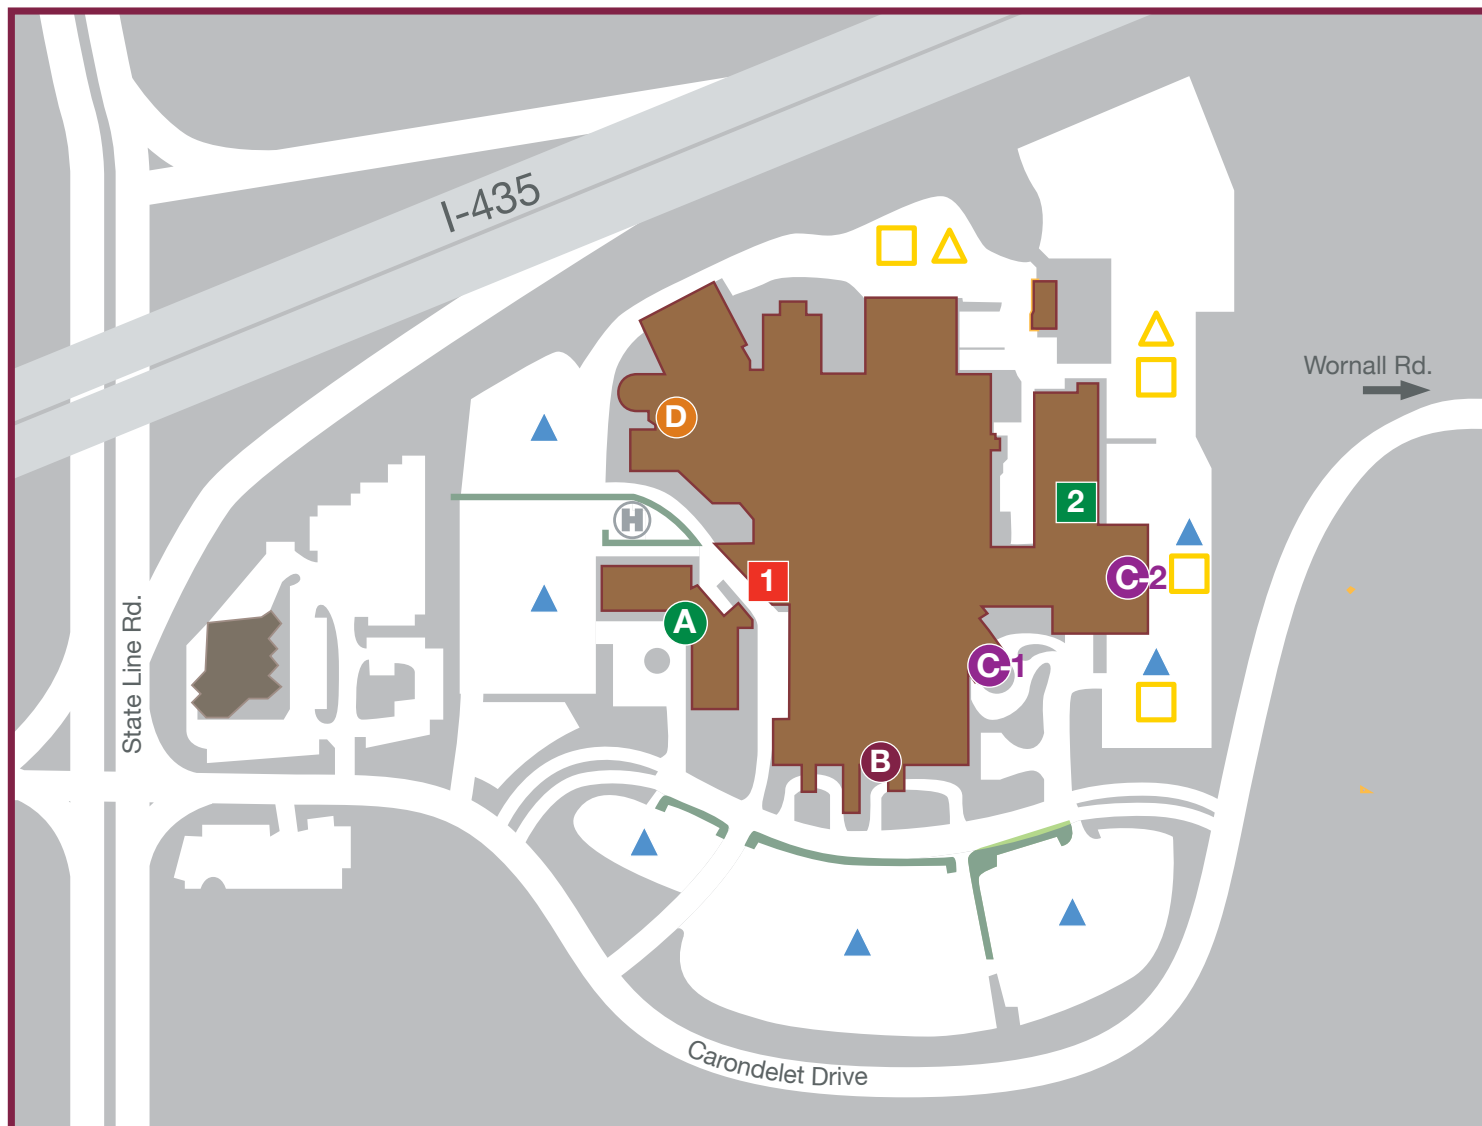 I-435
Wornall Rd.
D
2
H
1
C-2
A
C-1
State Line Rd.
B
Carondelet Drive